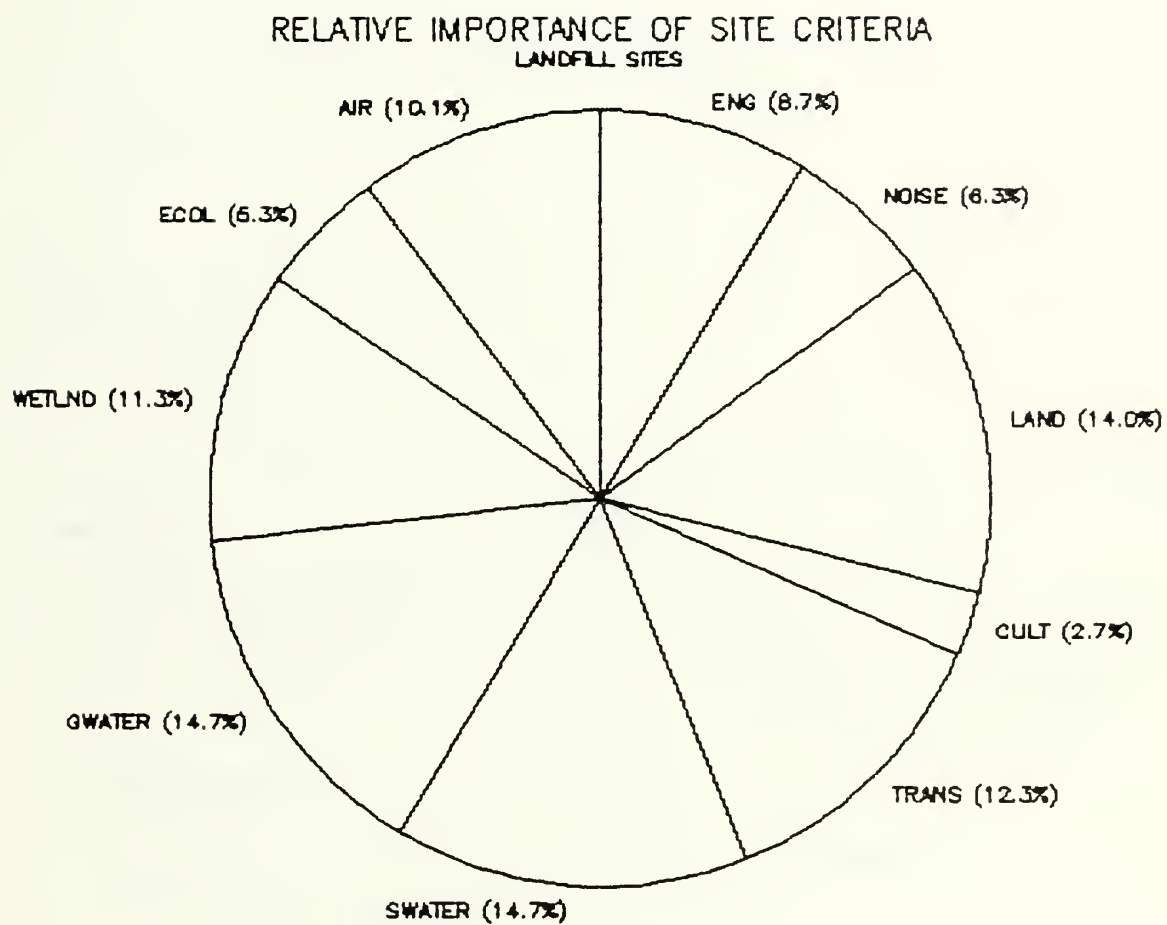 RELATIVE IMPORTANCE OF SITE CRITERIA
LANDFILL SITES
AIR (10.1%)
ENG (8.7%)
ECOL (5.3%)
NOISE (6.3%)
WETLND (11.3%)
LAND (14.0%)
CULT (2.7%)
GWATER (14.7%)
TRANS (12.3%)
SWATER (14.7%)